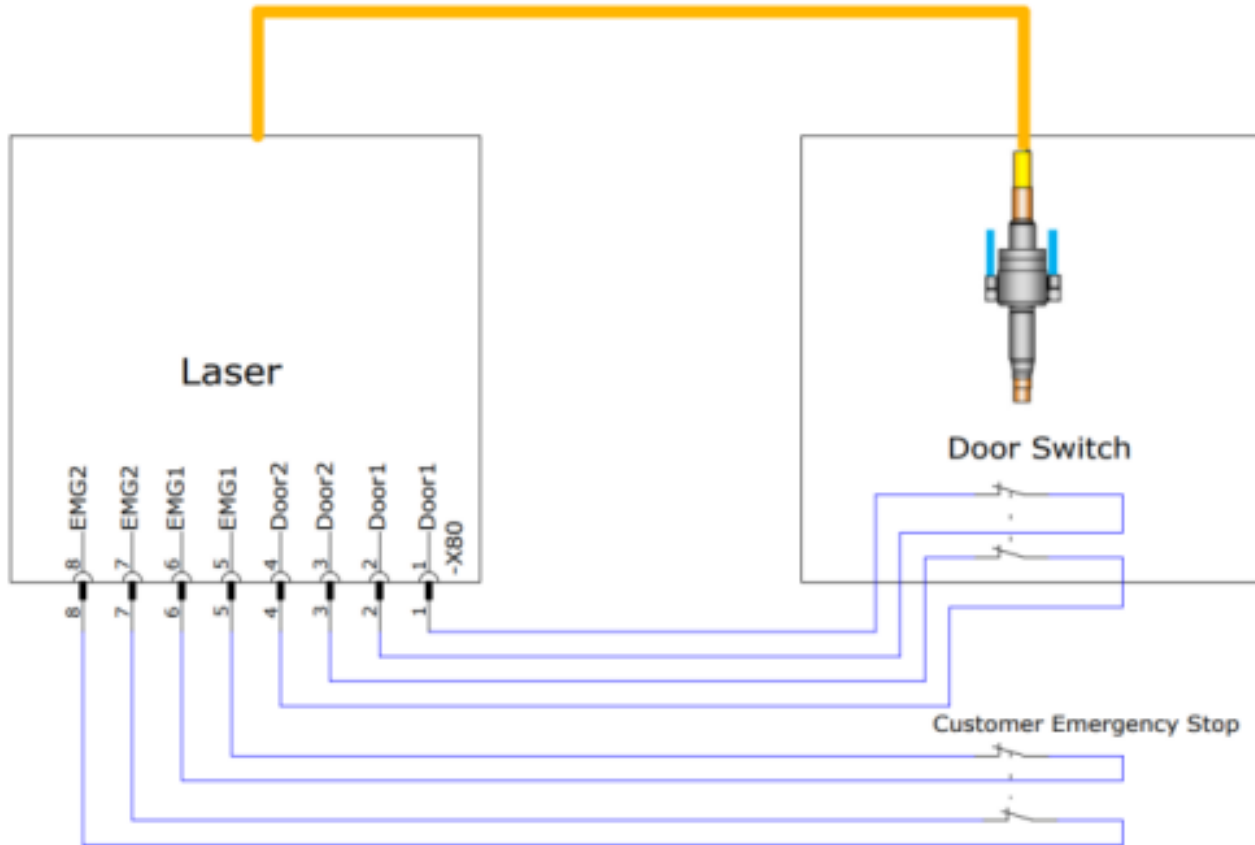 Laser
Door Switch
EMG2
EMG2
EMG1
EMG1
Door2
Door2
Door1
Door1
-X80
8
7
6
5
4
3
2
1
8
7
6
5
4
3
2
1
Customer Emergency Stop